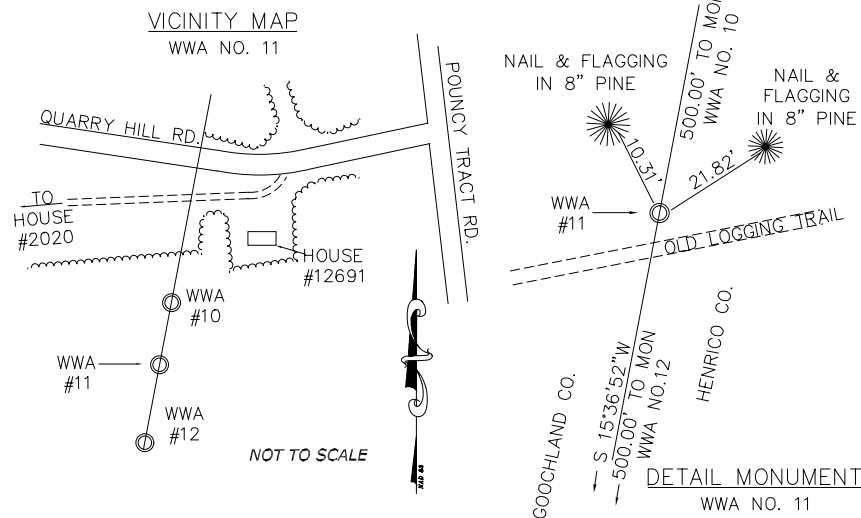 VICINITY MAP
WWA NO. 11
QUARRY HILL RD.
POUNCY TRACT RD.
TO
HOUSE
#2020
HOUSE
#12691
WWA
#10
WWA
#11
WWA
#12
NOT TO SCALE
NAD 83
NAIL & FLAGGING
IN 8" PINE
500.00' TO MON
WWA NO. 10
NAIL &
FLAGGING
IN 8" PINE
10.31'
21.82'
WWA
#11
OLD LOGGING TRAIL
GOOCHLAND CO.
S 15°36'52"W
500.00' TO MON
WWA NO.12
HENRICO CO.
DETAIL MONUMENT
WWA NO. 11